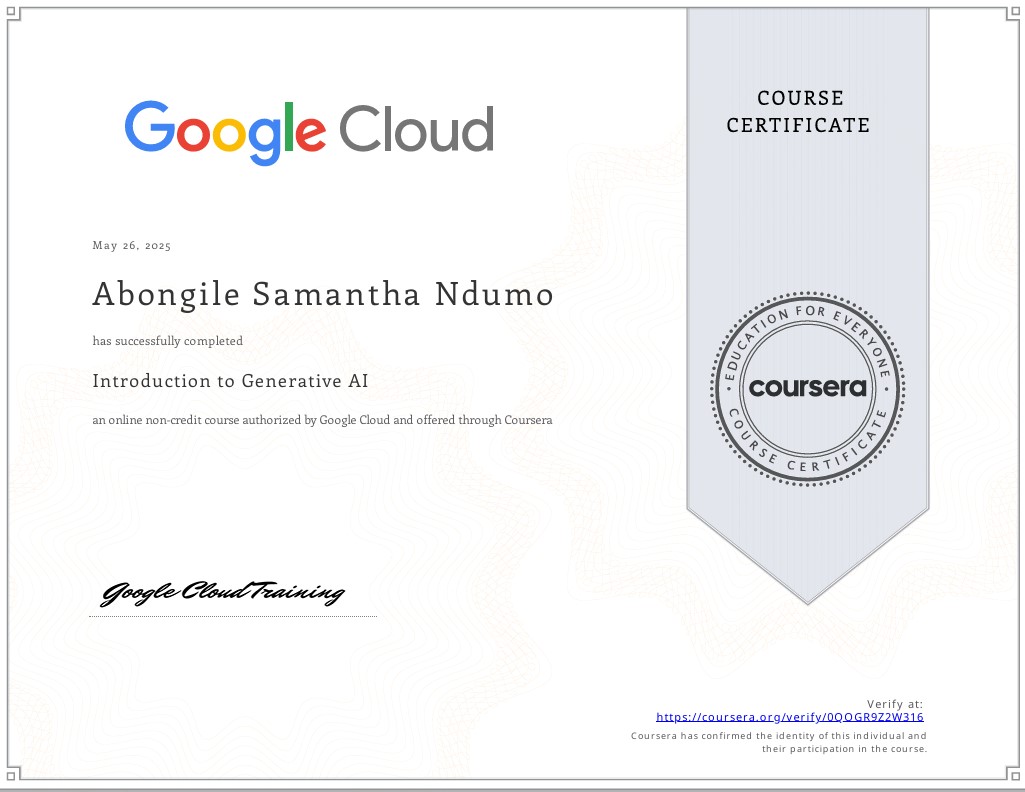 Google Cloud
COURSE
CERTIFICATE
May 26, 2025
Abongile Samantha Ndumo
has successfully completed
Introduction to Generative AI
an online non-credit course authorized by Google Cloud and offered through Coursera
EDUCATION FOR EVERYONE
coursera
COURSE CERTIFICATE
Google Cloud Training
Verify at:
https://coursera.org/verify/0QOGR9Z2W316
Coursera has confirmed the identity of this individual and
their participation in the course.